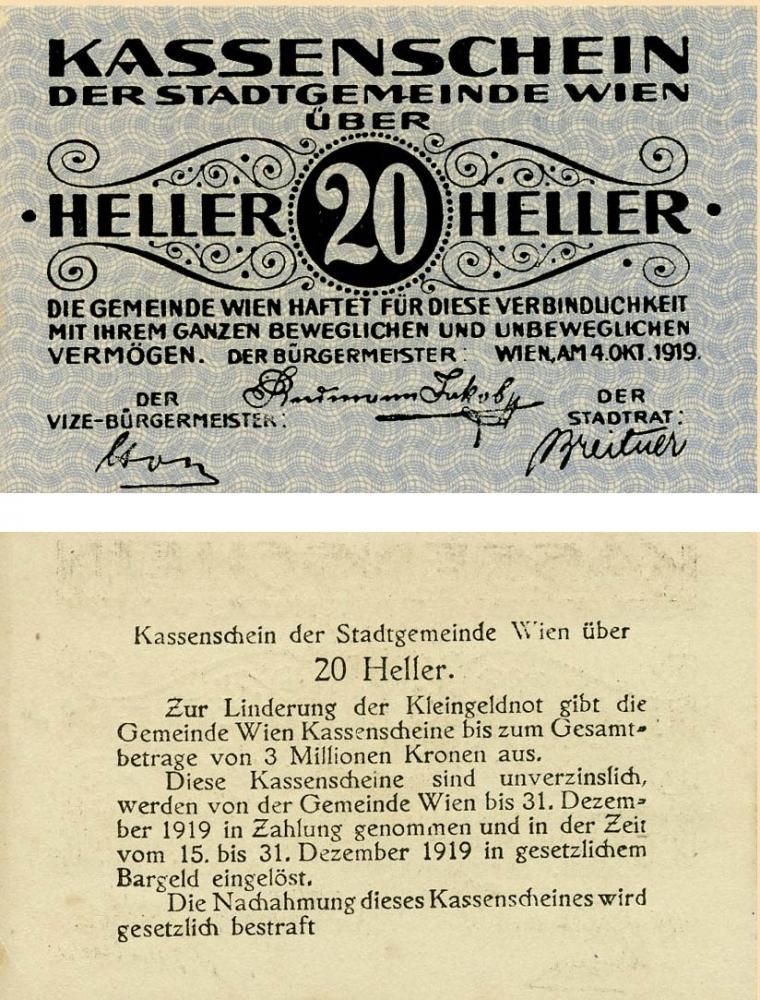 KASSENSCHEIN
DER STADTGEMEINDE WIEN
ÜBER
· HELLER 20 HELLER ·
DIE GEMEINDE WIEN HAFTET FÜR DIESE VERBINDLICHKEIT
MIT IHREM GANZEN BEWEGLICHEN UND UNBEWEGLICHEN
VERMÖGEN. DER BÜRGERMEISTER: WIEN, AM 4. OKT. 1919.
DER
VIZE-BÜRGERMEISTER:
Jakob
DER
STADTRAT:
Breitner
Kassenschein der Stadtgemeinde Wien über
20 Heller.
Zur Linderung der Kleingeldnot gibt die
Gemeinde Wien Kassenscheine bis zum Gesamt-
betrage von 3 Millionen Kronen aus.
Diese Kassenscheine sind unverzinslich,
werden von der Gemeinde Wien bis 31. Dezem-
ber 1919 in Zahlung genommen und in der Zeit
vom 15. bis 31. Dezember 1919 in gesetzlichem
Bargeld eingelöst.
Die Nachahmung dieses Kassenscheines wird
gesetzlich bestraft